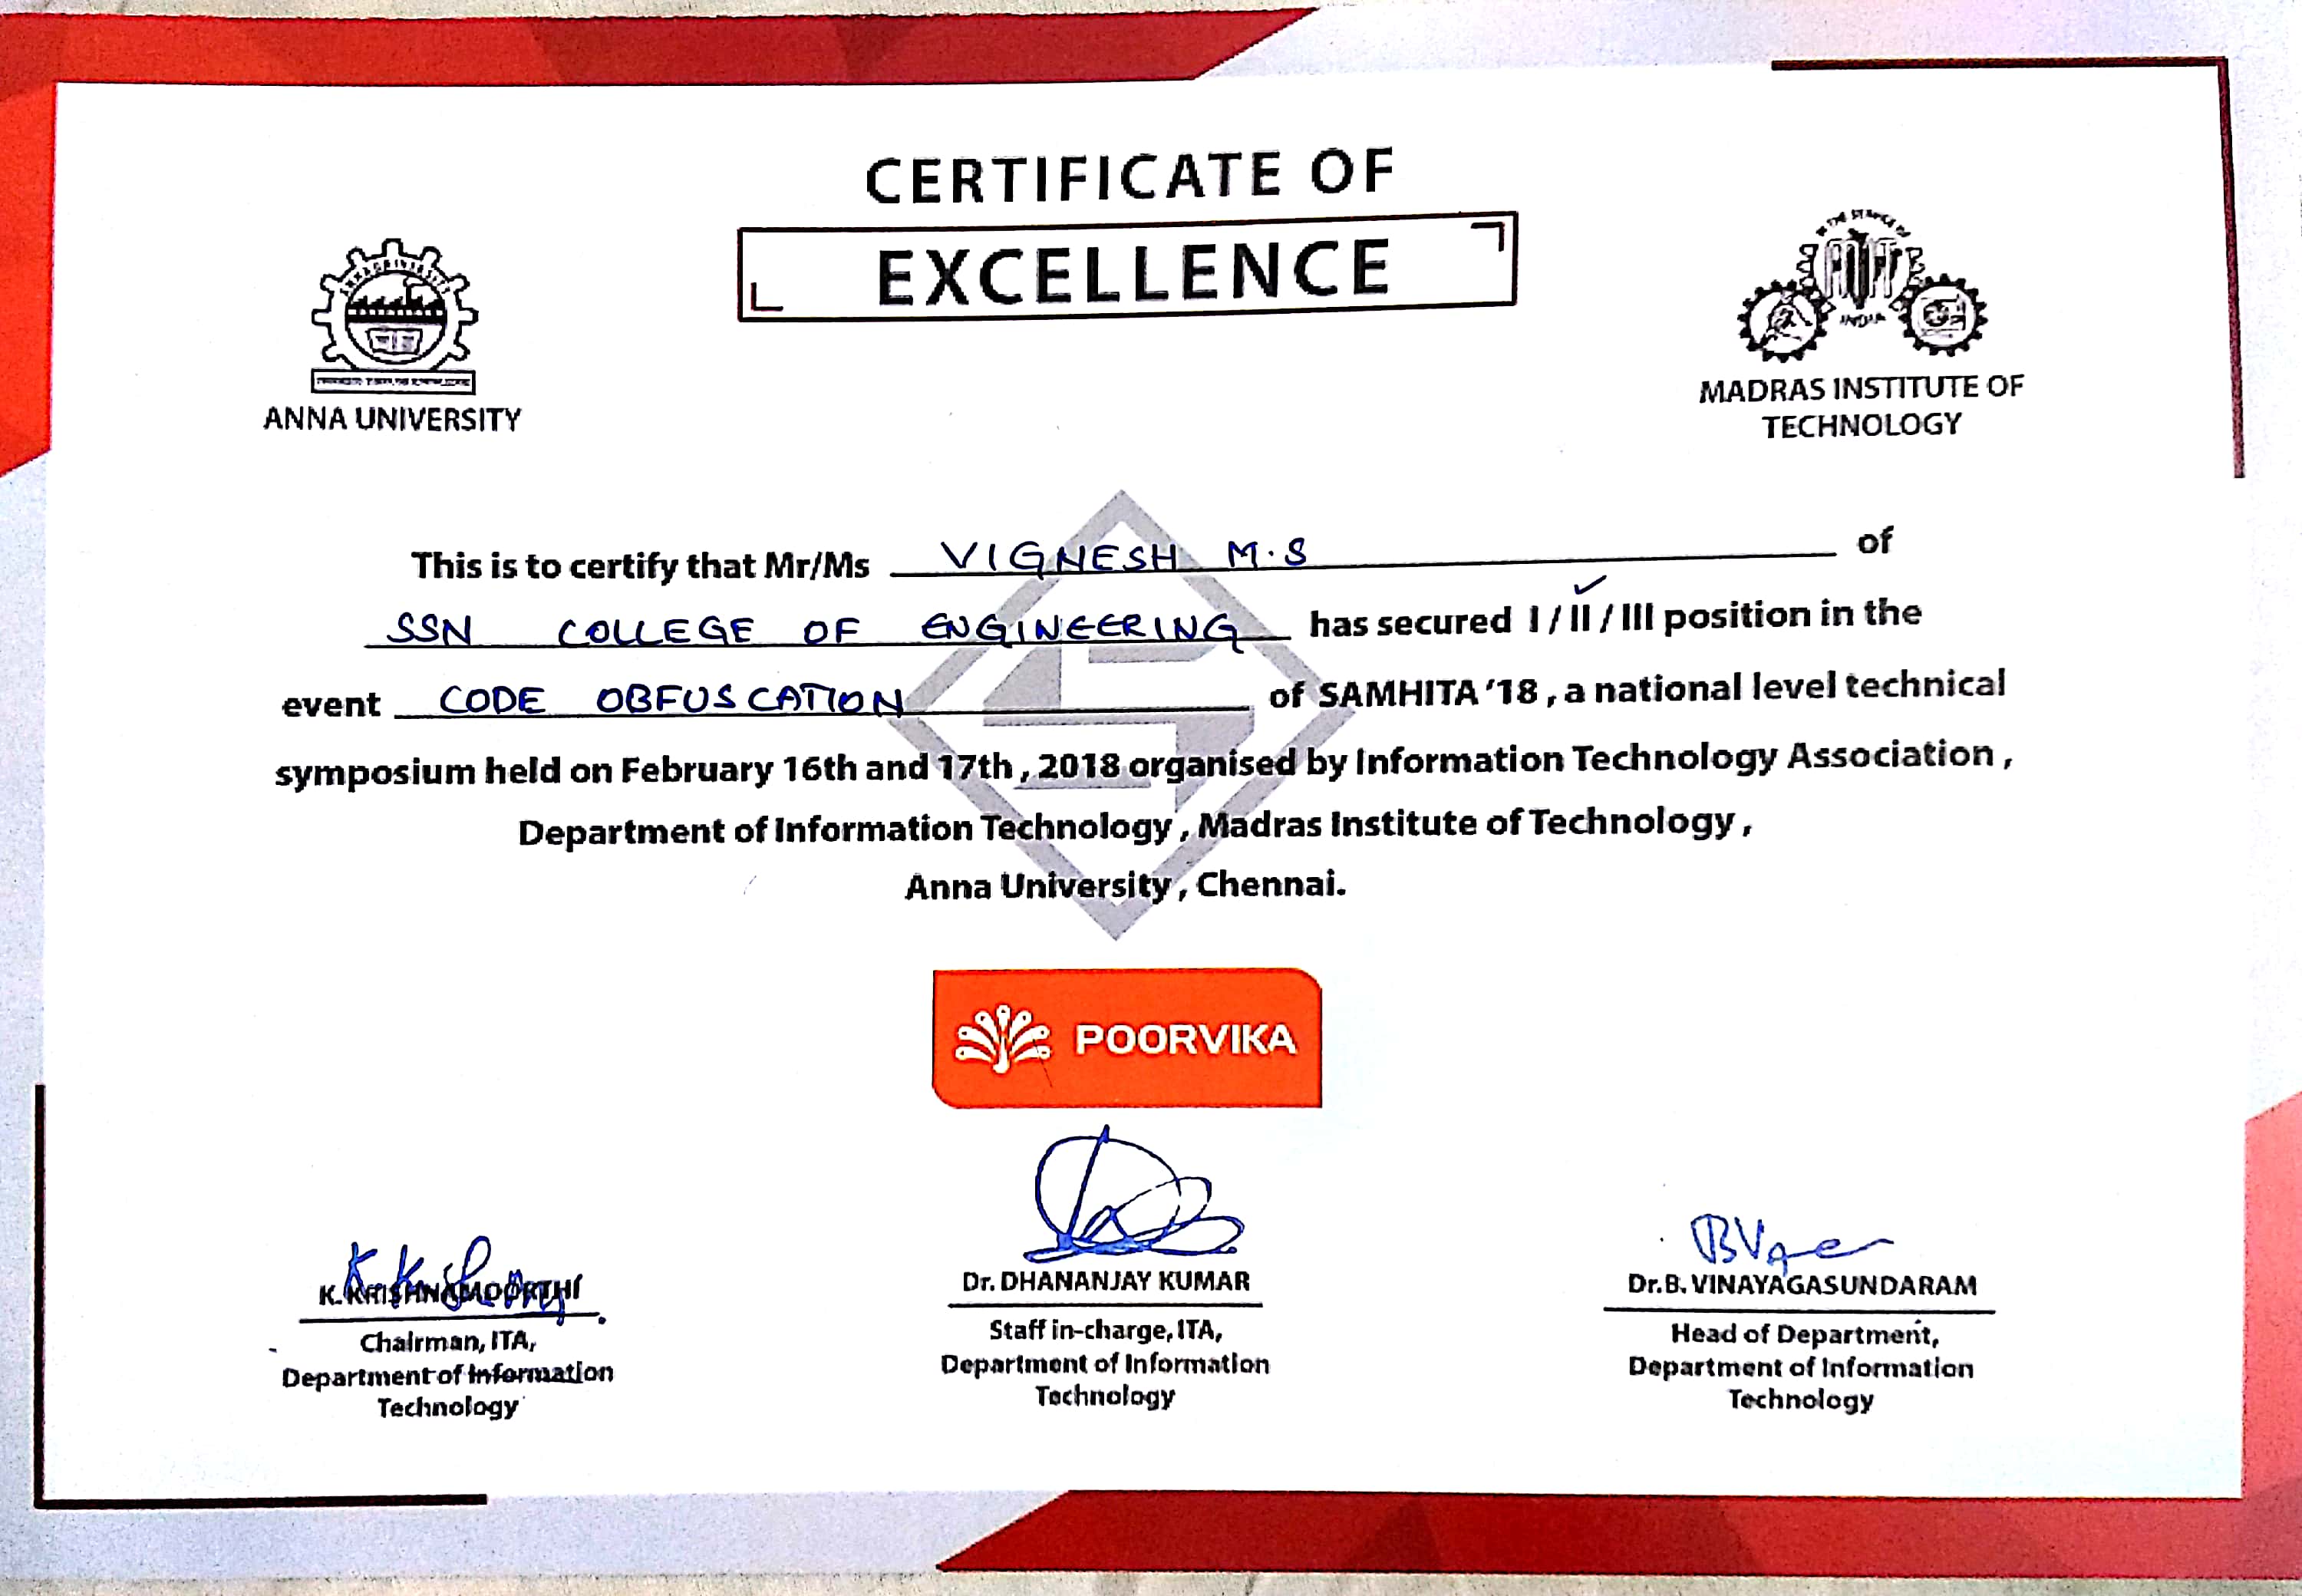 CERTIFICATE OF
EXCELLENCE
ANNA UNIVERSITY
INDIA
MADRAS INSTITUTE OF
TECHNOLOGY
This is to certify that Mr/Ms VIGNESH M.S of
SSN COLLEGE OF ENGINEERING has secured I / II / III position in the
event CODE OBFUSCATION of SAMHITA '18 , a national level technical
symposium held on February 16th and 17th , 2018 organised by Information Technology Association ,
Department of Information Technology , Madras Institute of Technology ,
Anna University , Chennai.
POORVIKA
K. KRISHNAMOORTHI
Chairman, ITA,
Department of Information
Technology
Dr. DHANANJAY KUMAR
Staff in-charge, ITA,
Department of Information
Technology
Dr.B. VINAYAGASUNDARAM
Head of Department,
Department of Information
Technology